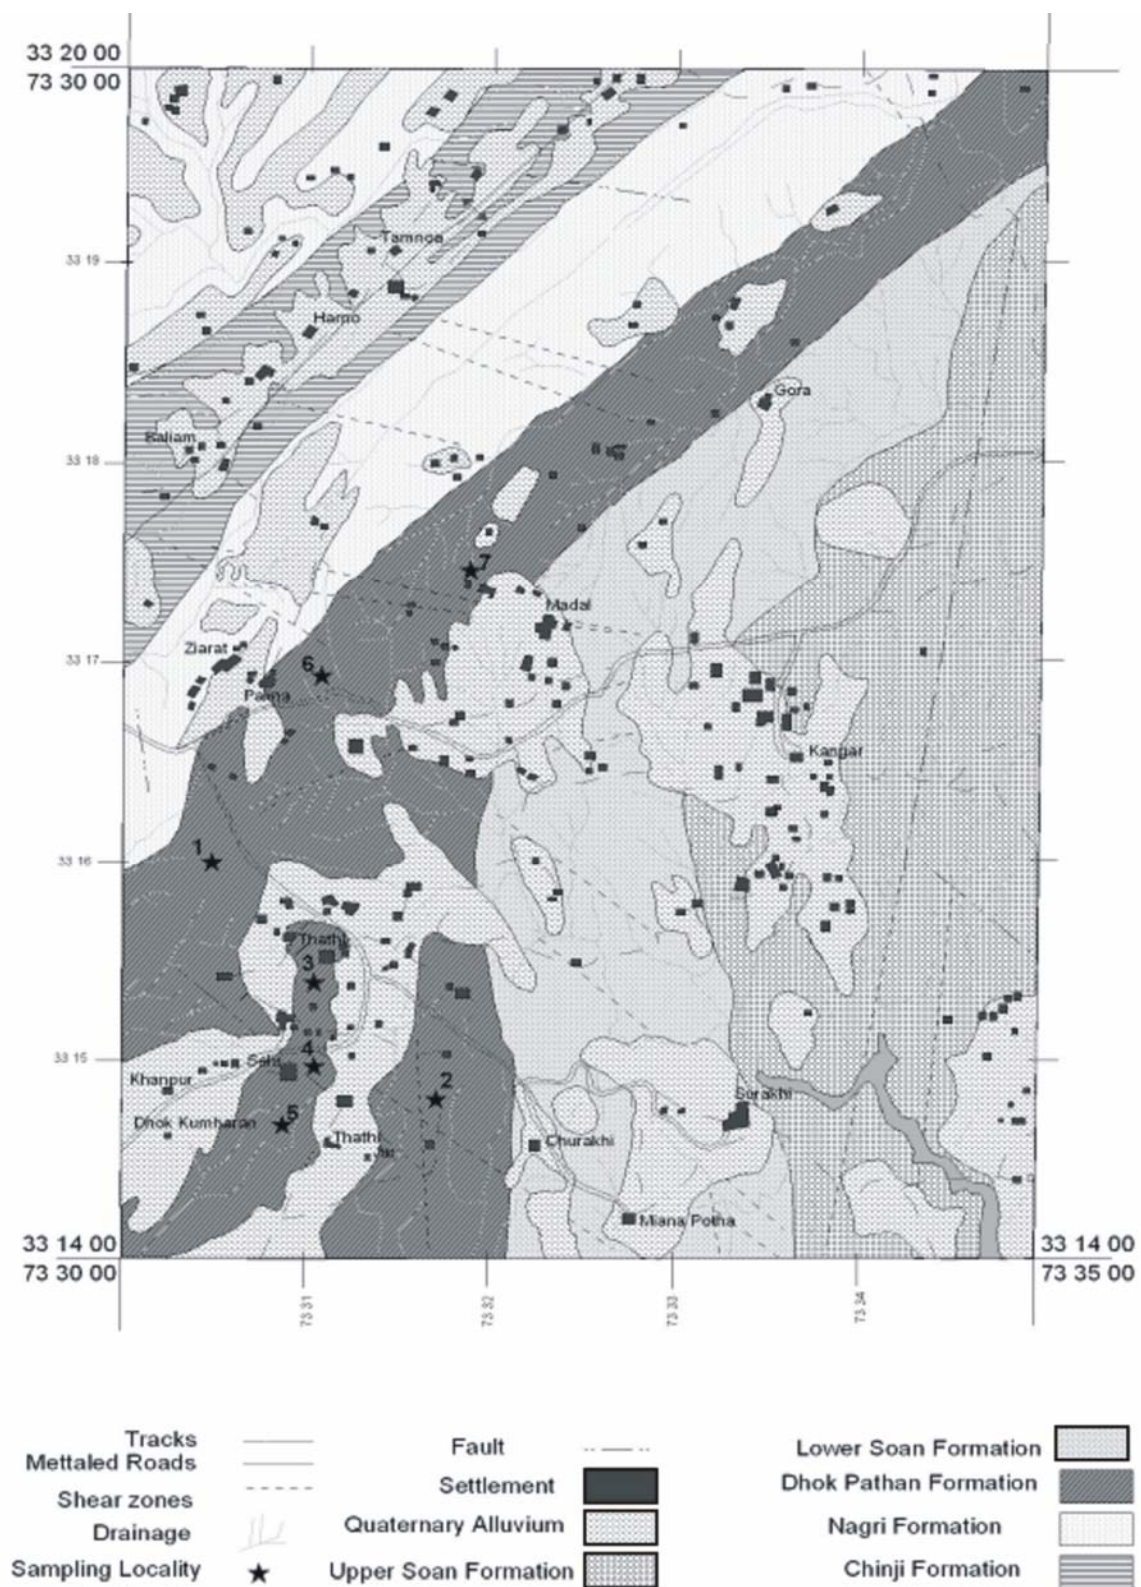 33 20 00
73 30 00
Tamnoa
33 19
Harno
Gora
Baliam
33 18
7
Madal
Ziarat
33 17
6
Panna
Kangar
1
33 16
Thathi
3
33 15
4
Sahi
Khanpur
2
Sorakhi
5
Dhok Kumharan
Thathi
Churakhi
Miana Potha
33 14 00
73 30 00
33 14 00
73 35 00
73 31
73 32
73 33
73 34
Tracks
Mettaled Roads
Shear zones
Drainage
Sampling Locality
Fault
Settlement
Quaternary Alluvium
Upper Soan Formation
Lower Soan Formation
Dhok Pathan Formation
Nagri Formation
Chinji Formation